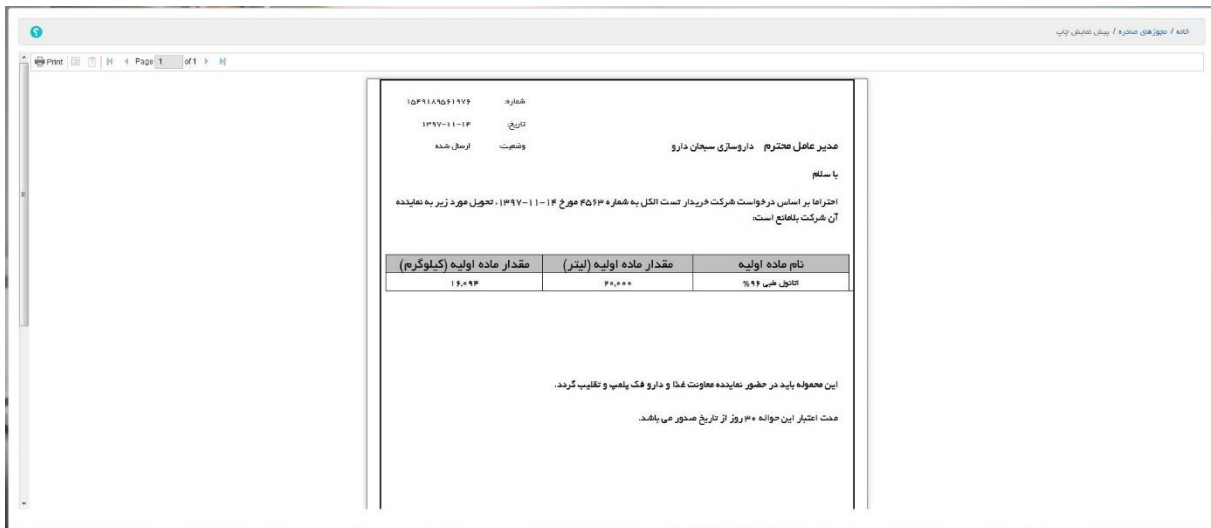 خانه / مجوزهای صادره / پیش نمایش چاپ
Print Page 1 of 1
شماره: ۱۵۴۹۱۸۹۵۶۱۹۷۶
تاریخ: ۱۳۹۷-۱۱-۱۴
وضعیت: ارسال شده
مدیر عامل محترم داروسازی سبحان دارو
با سلام
احتراما بر اساس درخواست شرکت خریدار تست الکل به شماره ۴۵۶۳ مورخ ۱۴-۱۱-۱۳۹۷، تحویل مورد زیر به نماینده
آن شرکت بلامانع است:
نام ماده اولیه مقدار ماده اولیه (لیتر) مقدار ماده اولیه (کیلوگرم)
اتانول طبی ۹۶% ۲۰,۰۰۰ ۱۶,۰۹۴
این محموله باید در حضور نماینده معاونت غذا و دارو فک پلمپ و تقلیب گردد.
مدت اعتبار این حواله ۳۰ روز از تاریخ صدور می باشد.